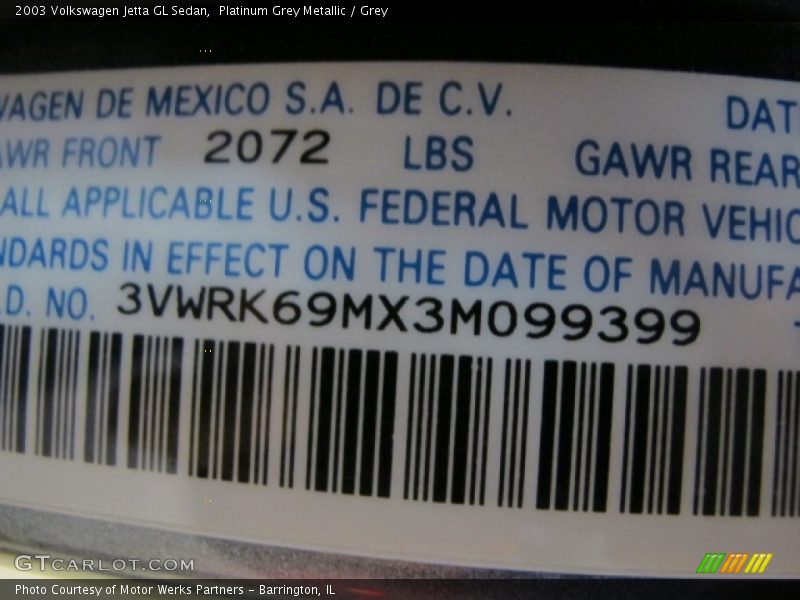 2003 Volkswagen Jetta GL Sedan,  Platinum Grey Metallic / Grey
WAGEN DE MEXICO S.A. DE C.V. DAT
AWR FRONT 2072 LBS GAWR REAR
ALL APPLICABLE U.S. FEDERAL MOTOR VEHIC
NDARDS IN EFFECT ON THE DATE OF MANUFA
.D. NO. 3VWRK69MX3M099399
GTCARLOT.COM
Photo Courtesy of Motor Werks Partners - Barrington, IL